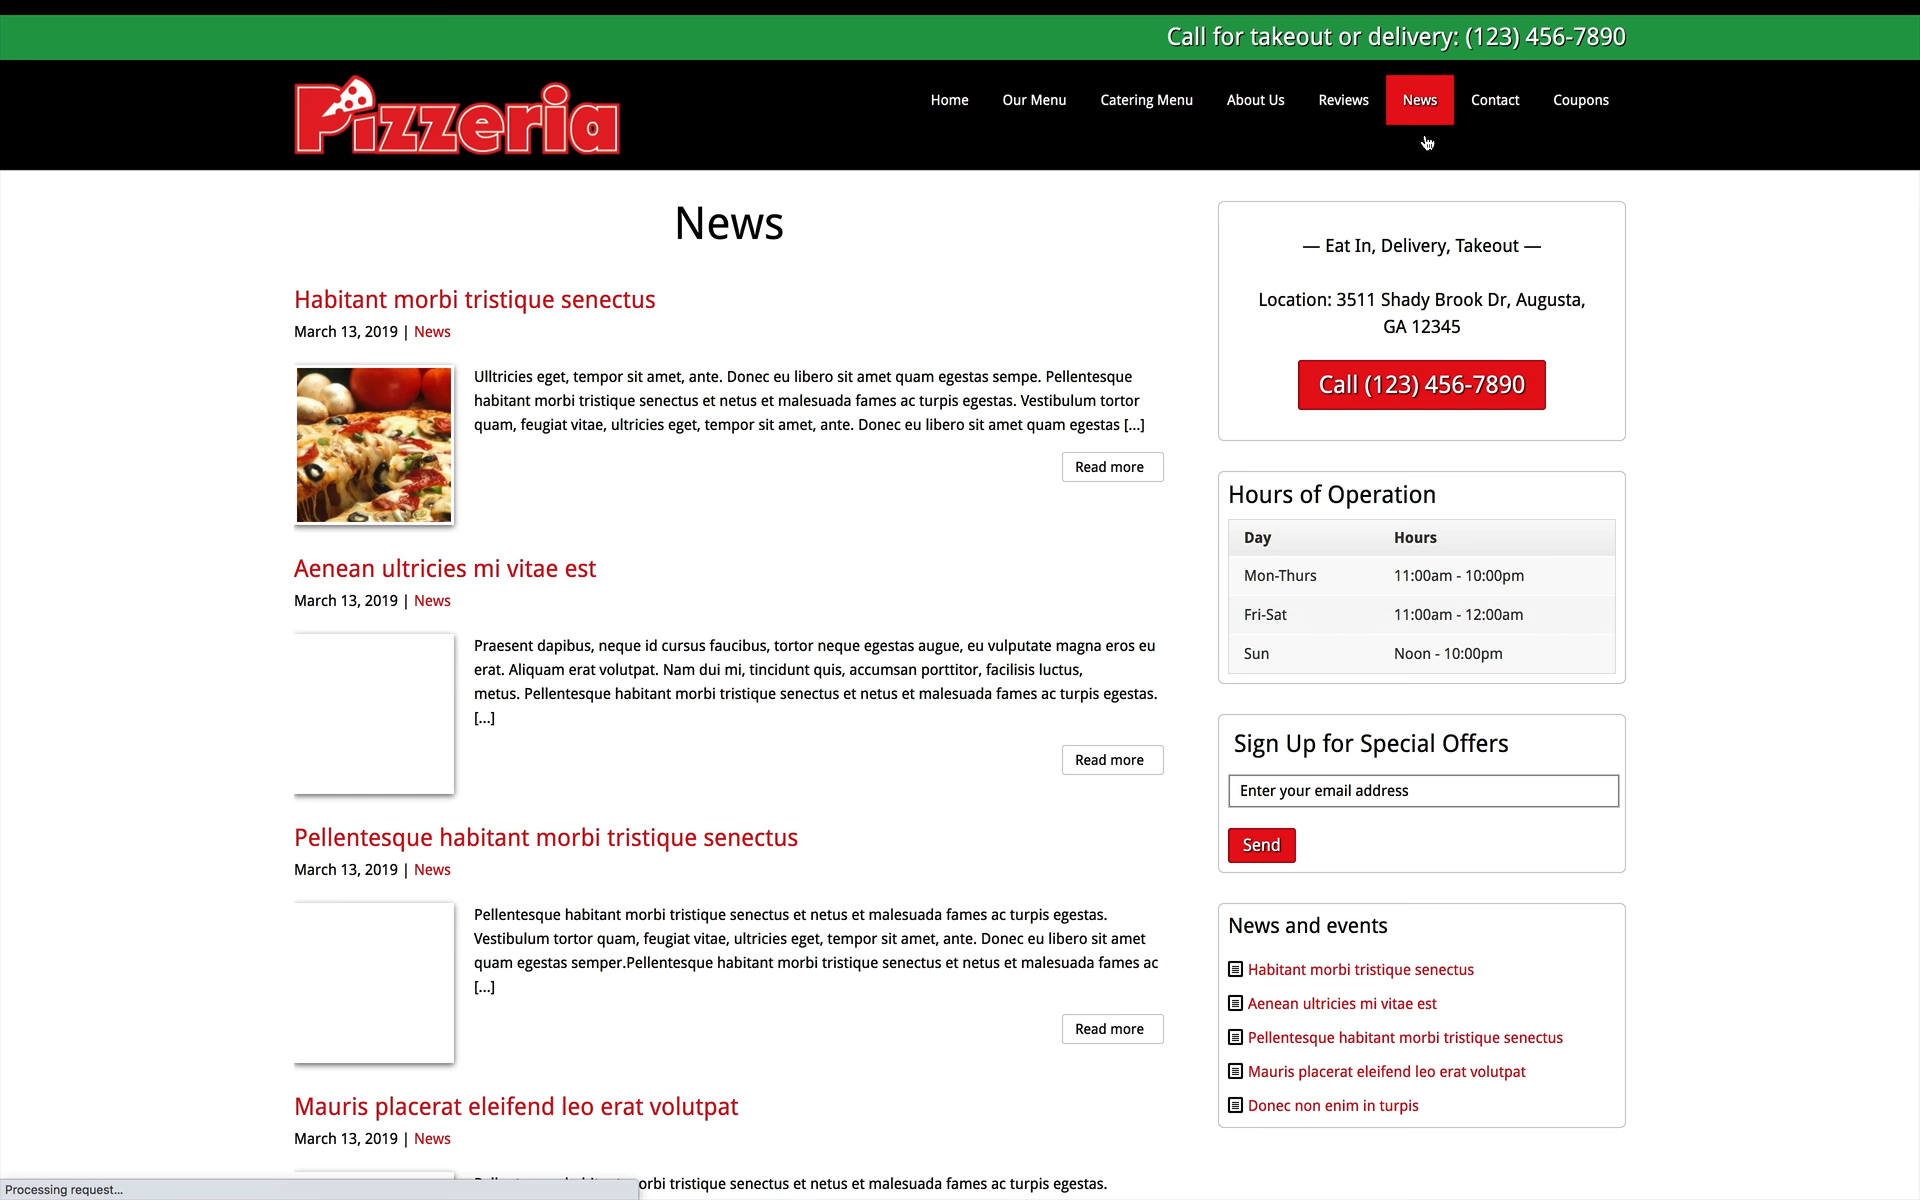 Call for takeout or delivery: (123) 456-7890
Pizzeria
Home
Our Menu
Catering Menu
About Us
Reviews
News
Contact
Coupons
News
Habitant morbi tristique senectus
March 13, 2019 | News
Ulltricies eget, tempor sit amet, ante. Donec eu libero sit amet quam egestas sempe. Pellentesque
habitant morbi tristique senectus et netus et malesuada fames ac turpis egestas. Vestibulum tortor
quam, feugiat vitae, ultricies eget, tempor sit amet, ante. Donec eu libero sit amet quam egestas [...]
Read more
Aenean ultricies mi vitae est
March 13, 2019 | News
Praesent dapibus, neque id cursus faucibus, tortor neque egestas augue, eu vulputate magna eros eu
erat. Aliquam erat volutpat. Nam dui mi, tincidunt quis, accumsan porttitor, facilisis luctus,
metus. Pellentesque habitant morbi tristique senectus et netus et malesuada fames ac turpis egestas.
[...]
Read more
Pellentesque habitant morbi tristique senectus
March 13, 2019 | News
Pellentesque habitant morbi tristique senectus et netus et malesuada fames ac turpis egestas.
Vestibulum tortor quam, feugiat vitae, ultricies eget, tempor sit amet, ante. Donec eu libero sit amet
quam egestas semper.Pellentesque habitant morbi tristique senectus et netus et malesuada fames ac
[...]
Read more
Mauris placerat eleifend leo erat volutpat
March 13, 2019 | News
orbi tristique senectus et netus et malesuada fames ac turpis egestas.
Processing request...
— Eat In, Delivery, Takeout —
Location: 3511 Shady Brook Dr, Augusta,
GA 12345
Call (123) 456-7890
Hours of Operation
Day Hours
Mon-Thurs 11:00am - 10:00pm
Fri-Sat 11:00am - 12:00am
Sun Noon - 10:00pm
Sign Up for Special Offers
Enter your email address
Send
News and events
Habitant morbi tristique senectus
Aenean ultricies mi vitae est
Pellentesque habitant morbi tristique senectus
Mauris placerat eleifend leo erat volutpat
Donec non enim in turpis